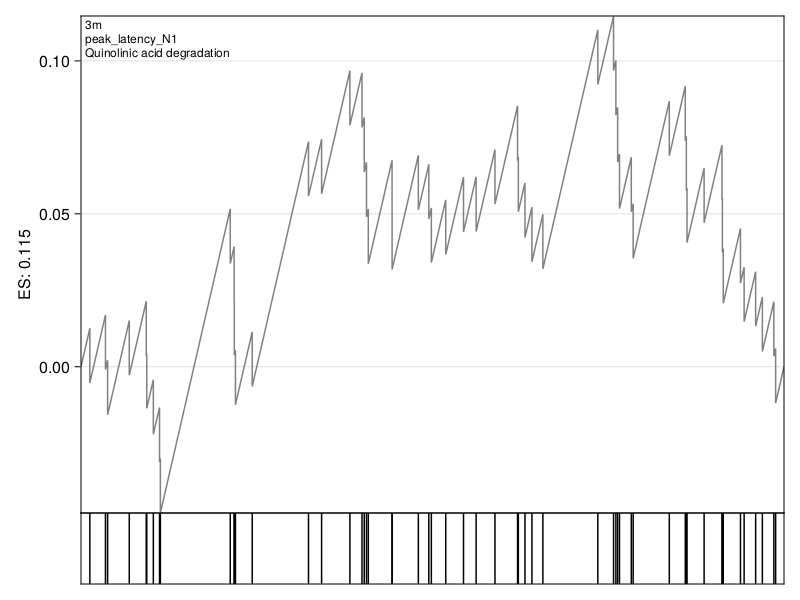 3m
peak_latency_N1
Quinolinic acid degradation
0.10
0.05
0.00
ES: 0.115